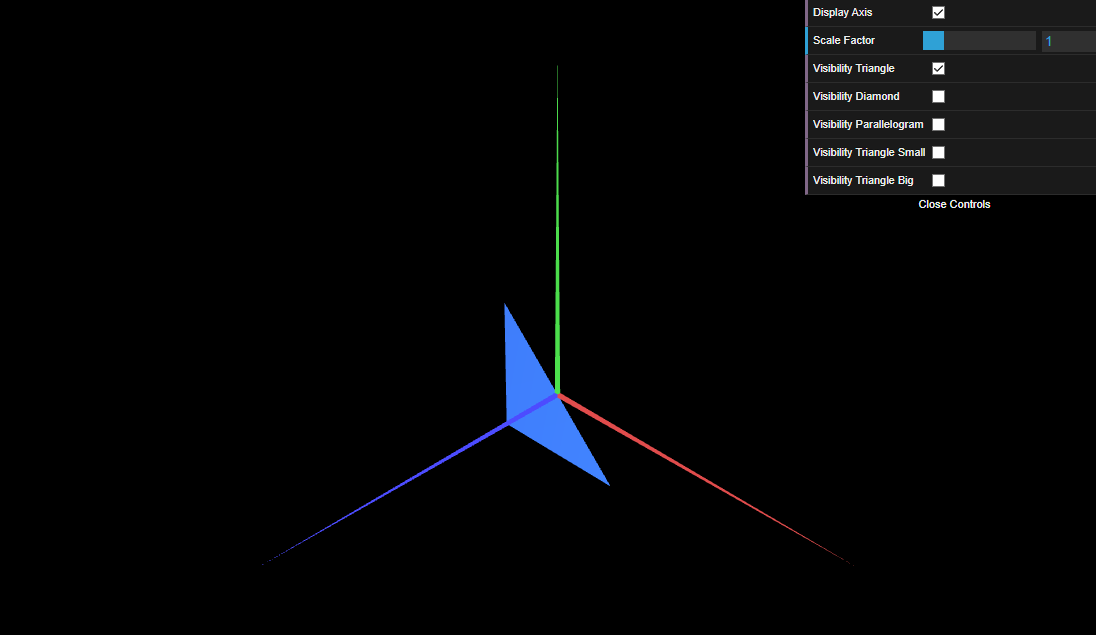 Display Axis
Scale Factor 1
Visibility Triangle
Visibility Diamond
Visibility Parallelogram
Visibility Triangle Small
Visibility Triangle Big
Close Controls